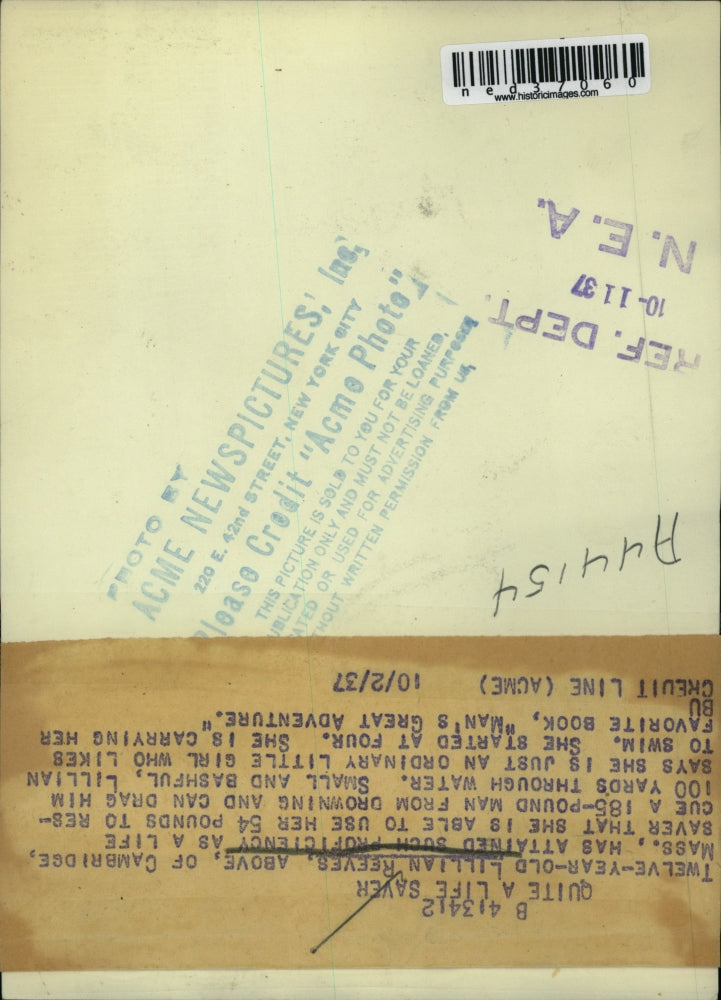 ned37060
www.historicimages.com
N.E.A.
10-11 37
REF. DEPT.
PHOTO BY
ACME NEWSPICTURES, Inc,
220 E. 42nd STREET, NEW YORK CITY
Please Credit "Acme Photo"
THIS PICTURE IS SOLD TO YOU FOR YOUR
UBLICATION ONLY AND MUST NOT BE LOANED,
ATED OR USED FOR ADVERTISING PURPOSES
HOUT WRITTEN PERMISSION FROM US,
A44154
B 413412
QUITE A LIFE SAVER
TWELVE-YEAR-OLD LILLIAN REEVES, ABOVE, OF CAMBRIDGE,
MASS., HAS ATTAINED SUCH PROFICIENCY AS A LIFE
SAVER THAT SHE IS ABLE TO USE HER 54 POUNDS TO RES-
CUE A 185-POUND MAN FROM DROWNING AND CAN DRAG HIM
100 YARDS THROUGH WATER. SMALL AND BASHFUL, LILLIAN
SAYS SHE IS JUST AN ORDINARY LITTLE GIRL WHO LIKES
TO SWIM. SHE STARTED AT FOUR. SHE IS CARRYING HER
FAVORITE BOOK, "MAN'S GREAT ADVENTURE."
BU
CREDIT LINE (ACME) 10/2/37